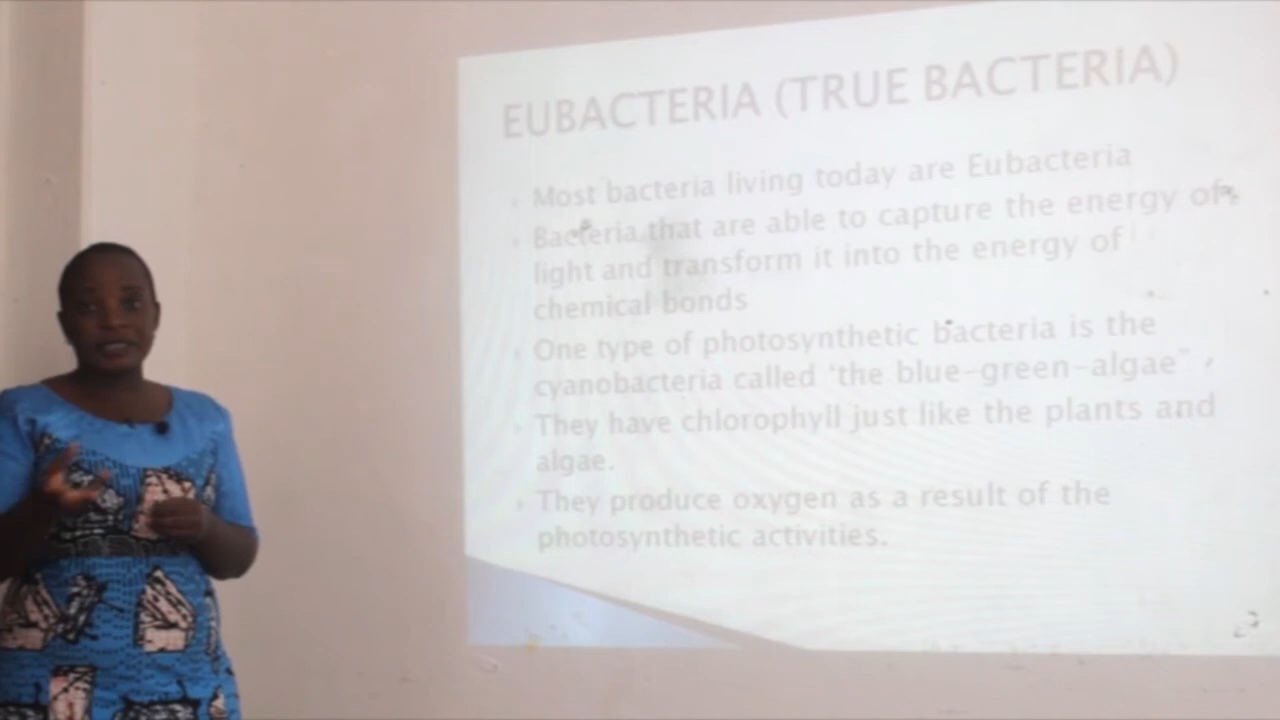 EUBACTERIA (TRUE BACTERIA)
Most bacteria living today are Eubacteria
Bacteria that are able to capture the energy of
light and transform it into the energy of
chemical bonds
One type of photosynthetic bacteria is the
cyanobacteria called 'the blue-green-algae" ,
They have chlorophyll just like the plants and
algae.
They produce oxygen as a result of the
photosynthetic activities.